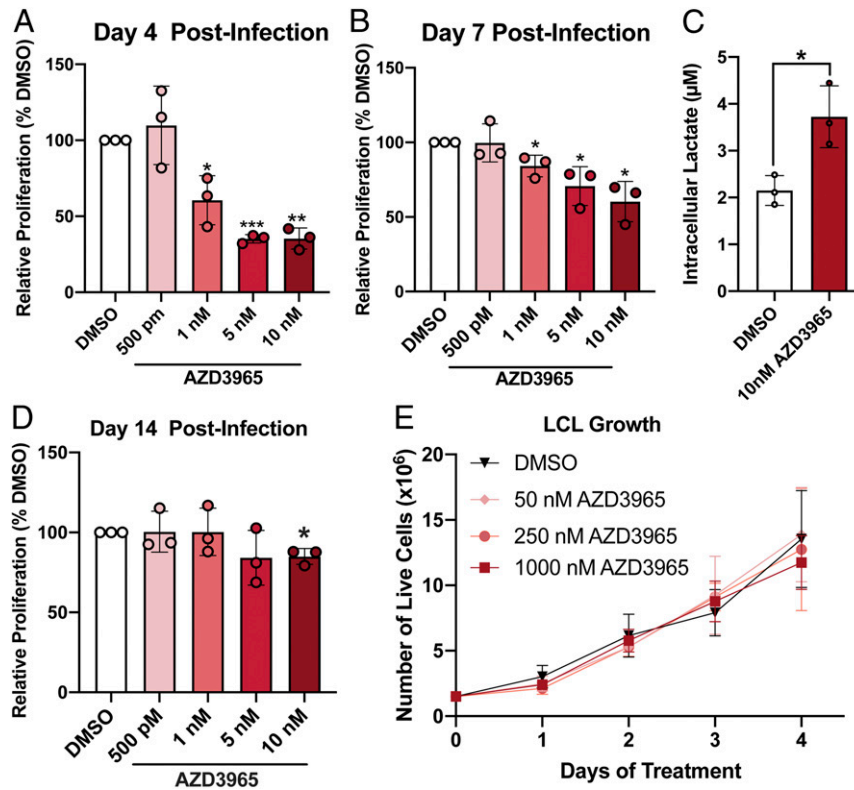 A
Day 4 Post-Infection
Relative Proliferation (% DMSO)
150
100
50
0
*
***
**
DMSO
500 pm
1 nM
5 nM
10 nM
AZD3965
B
Day 7 Post-Infection
Relative Proliferation (% DMSO)
150
100
50
0
*
*
*
DMSO
500 pM
1 nM
5 nM
10 nM
AZD3965
C
Intracellular Lactate (µM)
5
4
3
2
1
0
*
DMSO
10nM AZD3965
D
Day 14 Post-Infection
Relative Proliferation (% DMSO)
150
100
50
0
*
DMSO
500 pM
1 nM
5 nM
10 nM
AZD3965
E
LCL Growth
Number of Live Cells (x10⁶)
20
15
10
5
0
DMSO
50 nM AZD3965
250 nM AZD3965
1000 nM AZD3965
0
1
2
3
4
Days of Treatment